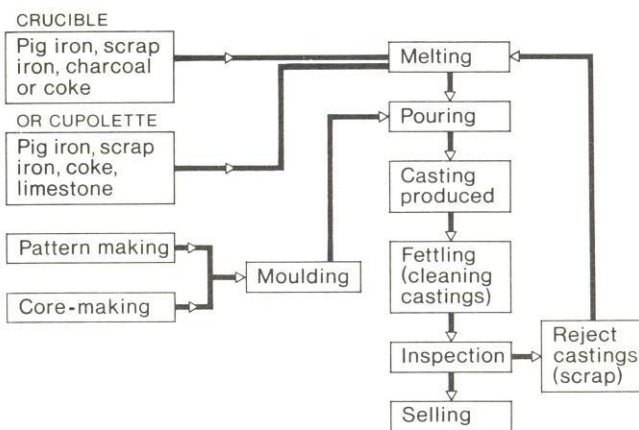 CRUCIBLE
Pig iron, scrap
iron, charcoal
or coke
OR CUPOLETTE
Pig iron, scrap
iron, coke,
limestone
Pattern making
Core-making
Moulding
Melting
Pouring
Casting
produced
Fettling
(cleaning
castings)
Inspection
Selling
Reject
castings
(scrap)